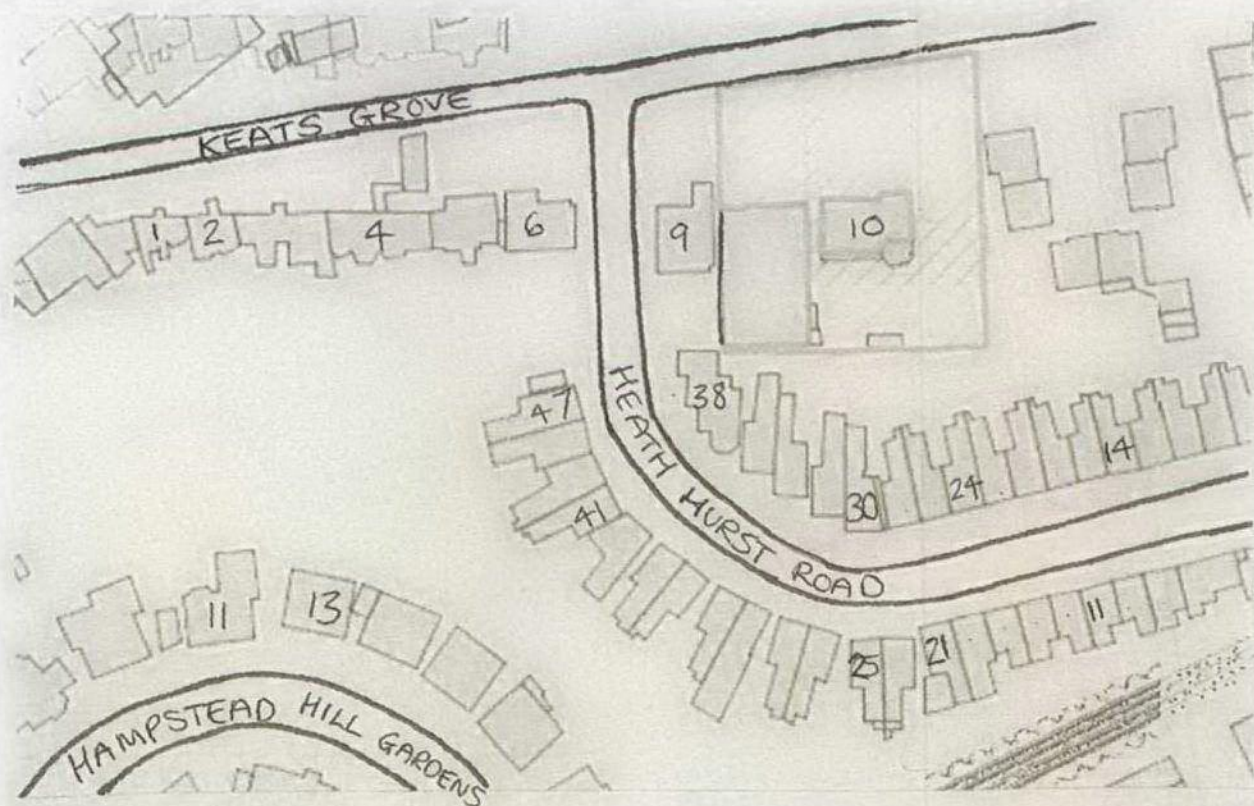 KEATS GROVE
1 2 4 6 9 10
HEATH HURST ROAD
47 38
41 30 24 14
25 21 11
11 13
HAMPSTEAD HILL GARDENS